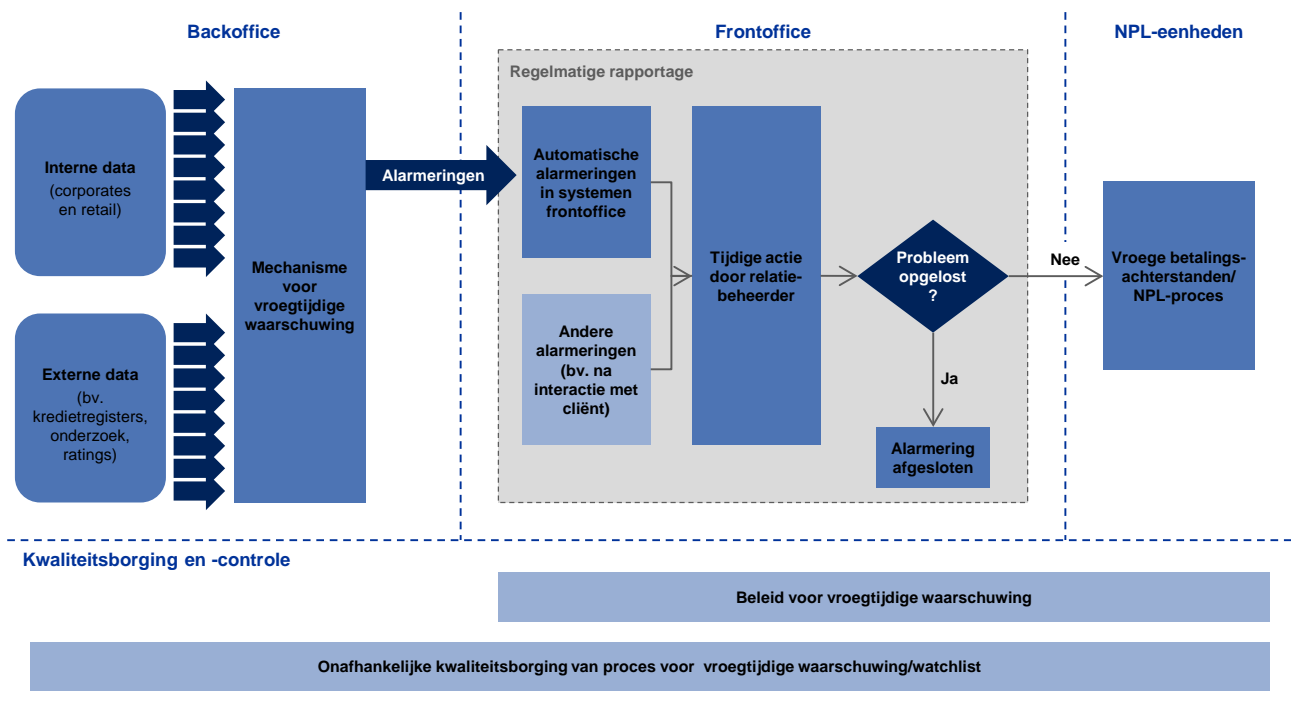 Backoffice
Frontoffice
NPL-eenheden
Regelmatige rapportage
Interne data
(corporates
en retail)
Externe data
(bv.
kredietregisters,
onderzoek,
ratings)
Mechanisme
voor
vroegtijdige
waarschuwing
Alarmeringen
Automatische
alarmeringen
in systemen
frontoffice
Andere
alarmeringen
(bv. na
interactie met
cliënt)
Tijdige actie
door relatie-
beheerder
Probleem
opgelost
?
Nee
Ja
Alarmering
afgesloten
Vroege betalings-
achterstanden/
NPL-proces
Kwaliteitsborging en -controle
Beleid voor vroegtijdige waarschuwing
Onafhankelijke kwaliteitsborging van proces voor vroegtijdige waarschuwing/watchlist